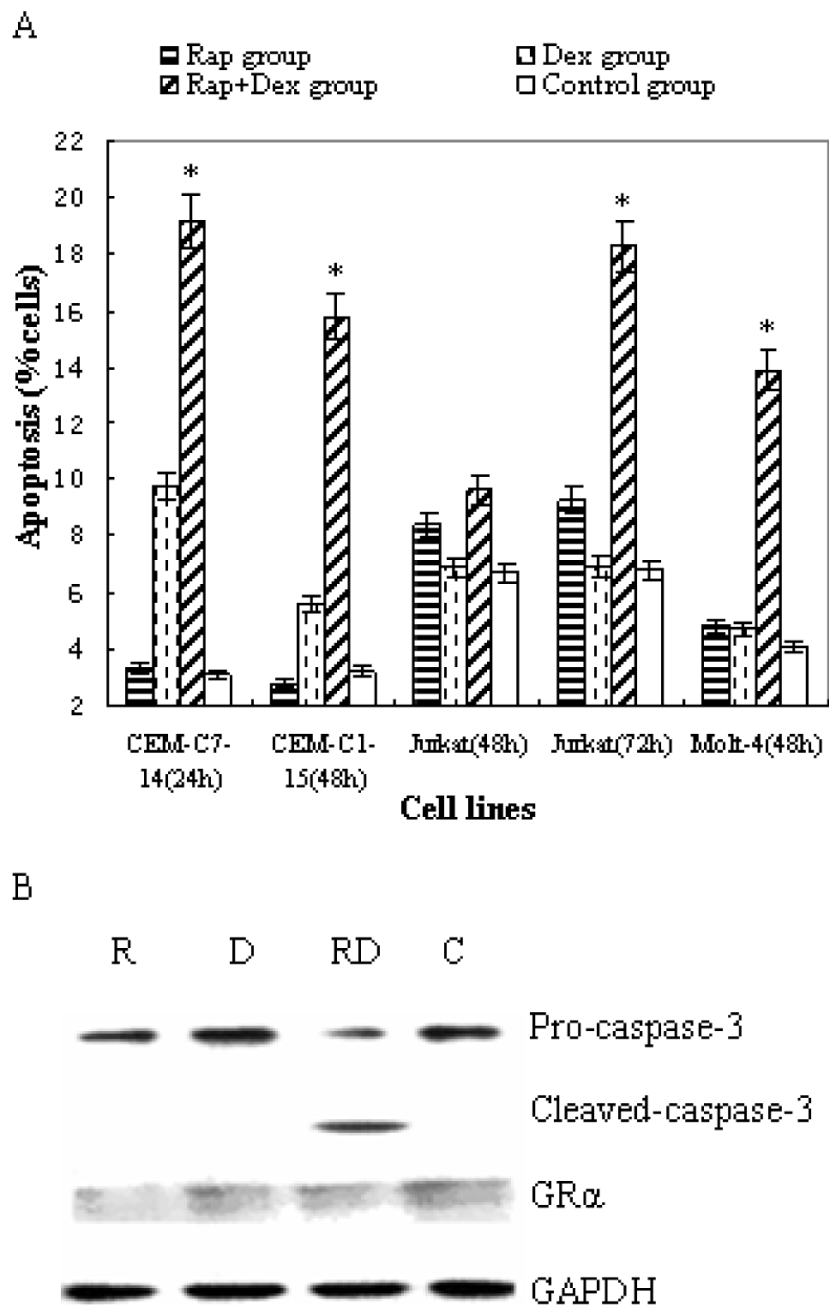 A
Rap group Dex group
Rap+Dex group Control group
22
20
18
16
14
12
10
8
6
4
2
Apoptosis (%cells)
* * * *
CEM-C7-14(24h) CEM-C1-15(48h) Jurkat(48h) Jurkat(72h) Molt-4(48h)
Cell lines
B
R D RD C
Pro-caspase-3
Cleaved-caspase-3
GRα
GAPDH